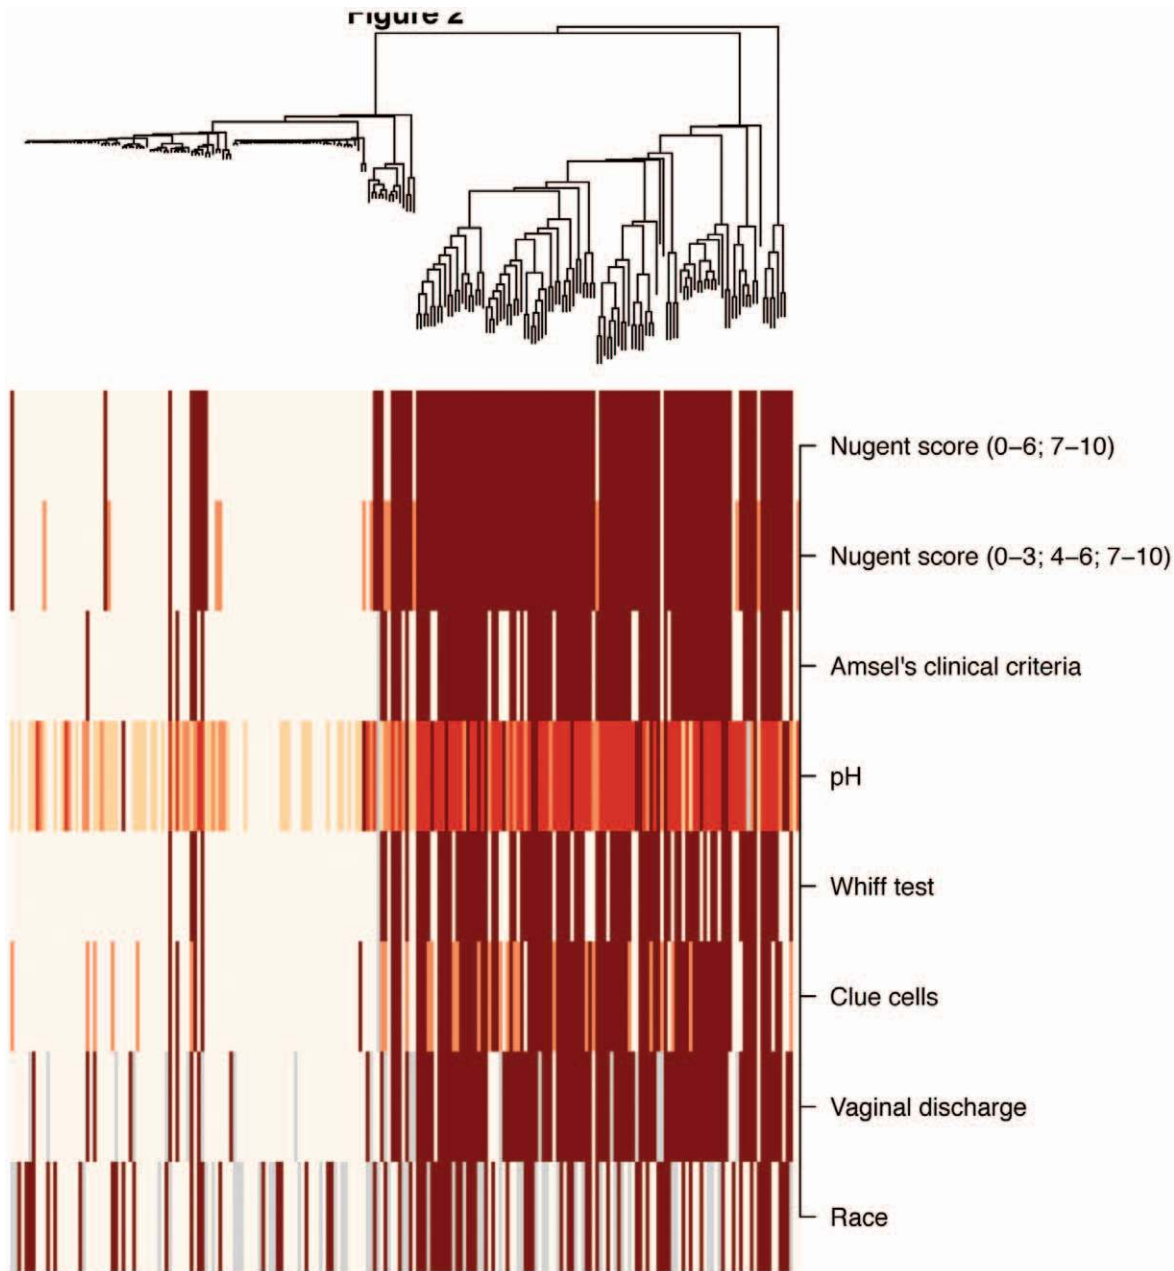 Figure 2
Nugent score (0–6; 7–10)
Nugent score (0–3; 4–6; 7–10)
Amsel's clinical criteria
pH
Whiff test
Clue cells
Vaginal discharge
Race